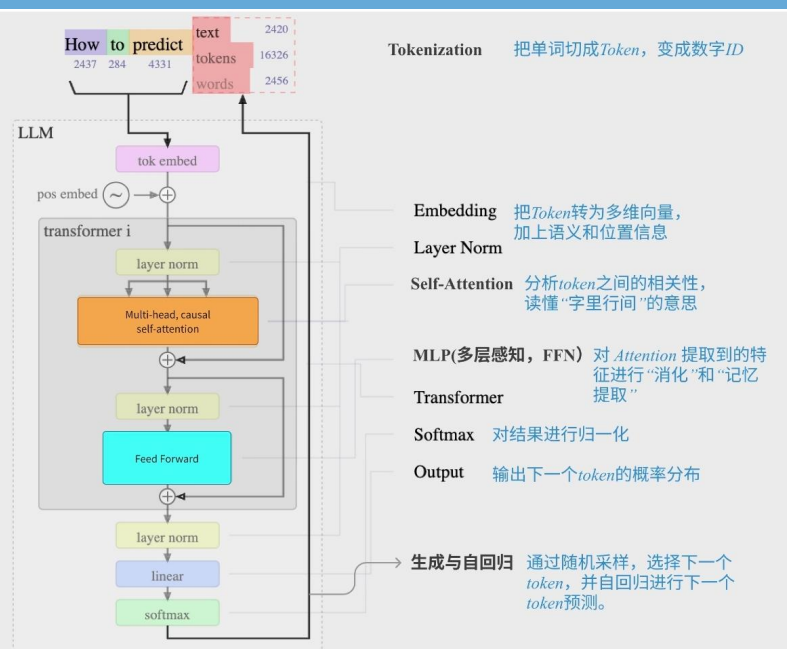 How to predict
2437 284 4331
text 2420
tokens 16326
words 2456
LLM
tok embed
pos embed ~
transformer i
layer norm
Multi-head, causal
self-attention
layer norm
Feed Forward
layer norm
linear
softmax
Tokenization 把单词切成Token，变成数字ID
Embedding 把Token转为多维向量，
加上语义和位置信息
Layer Norm
Self-Attention 分析token之间的相关性，
读懂“字里行间”的意思
MLP(多层感知，FFN） 对 Attention 提取到的特
征进行“消化”和“记忆
提取”
Transformer
Softmax 对结果进行归一化
Output 输出下一个token的概率分布
生成与自回归 通过随机采样，选择下一个
token，并自回归进行下一个
token预测。